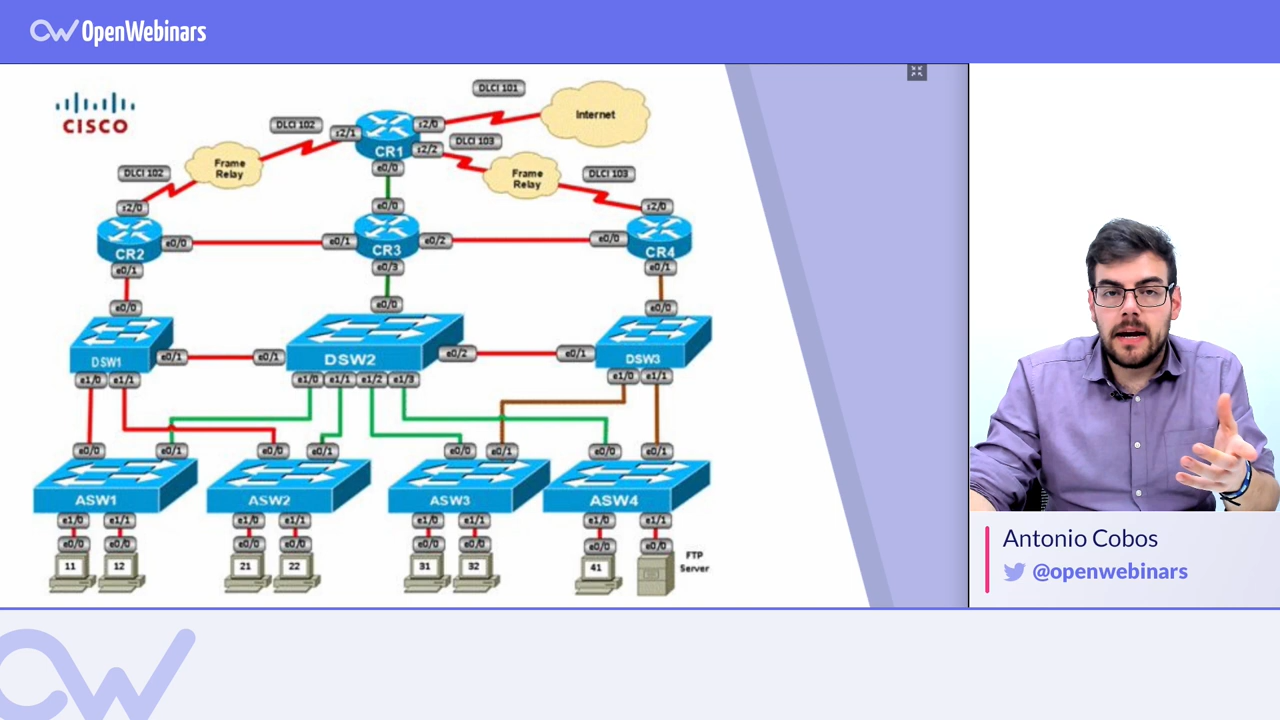 OpenWebinars
CISCO
DLCI 101
Internet
DLCI 102
s2/1
s2/0
CR1
s2/2
DLCI 103
e0/0
Frame
Relay
Frame
Relay
DLCI 102
DLCI 103
s2/0
e0/0
s2/0
CR2
e0/0
e0/1
CR3
e0/2
e0/0
CR4
e0/1
e0/3
e0/1
e0/0
e0/0
e0/0
DSW1
e0/1
e0/1
DSW2
e0/2
e0/1
DSW3
e1/0
e1/1
e1/0
e1/1
e1/2
e1/3
e1/0
e1/1
e0/0
e0/1
e0/0
e0/1
e0/0
e0/1
e0/0
e0/1
ASW1
ASW2
ASW3
ASW4
e1/0
e1/1
e1/0
e1/1
e1/0
e1/1
e1/0
e1/1
e0/0
e0/0
e0/0
e0/0
e0/0
e0/0
e0/0
e0/0
11
12
21
22
31
32
41
FTP
Server
Antonio Cobos
@openwebinars